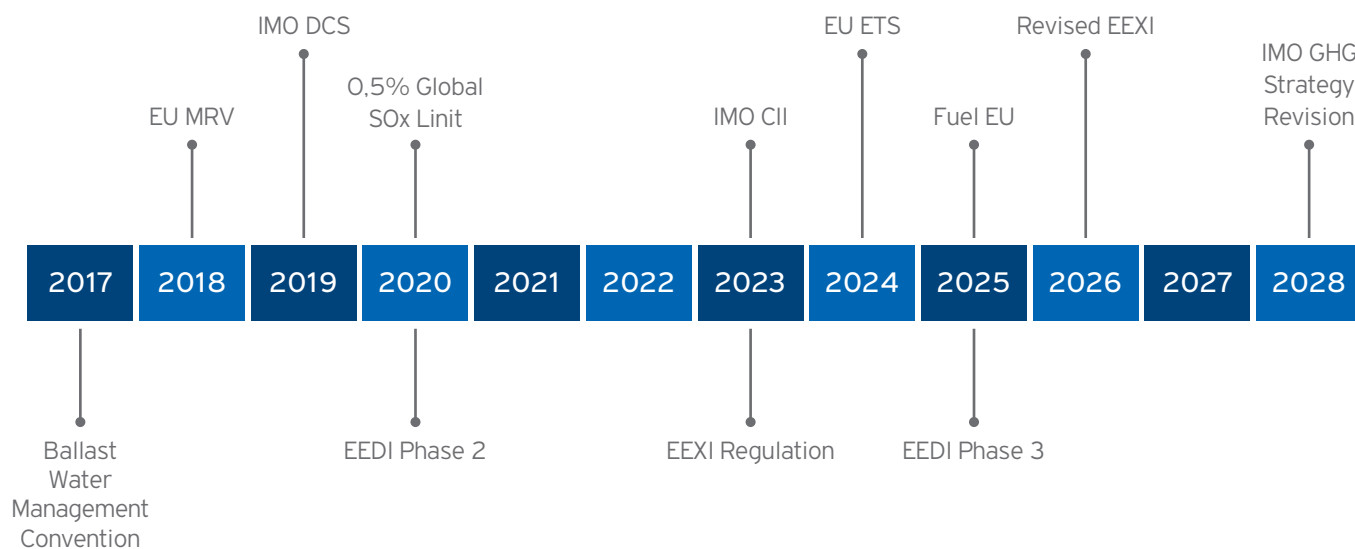 IMO DCS
EU ETS
Revised EEXI
IMO GHG
Strategy
Revision
0,5% Global
SOx Linit
EU MRV
IMO CII
Fuel EU
2017
2018
2019
2020
2021
2022
2023
2024
2025
2026
2027
2028
Ballast
Water
Management
Convention
EEDI Phase 2
EEXI Regulation
EEDI Phase 3